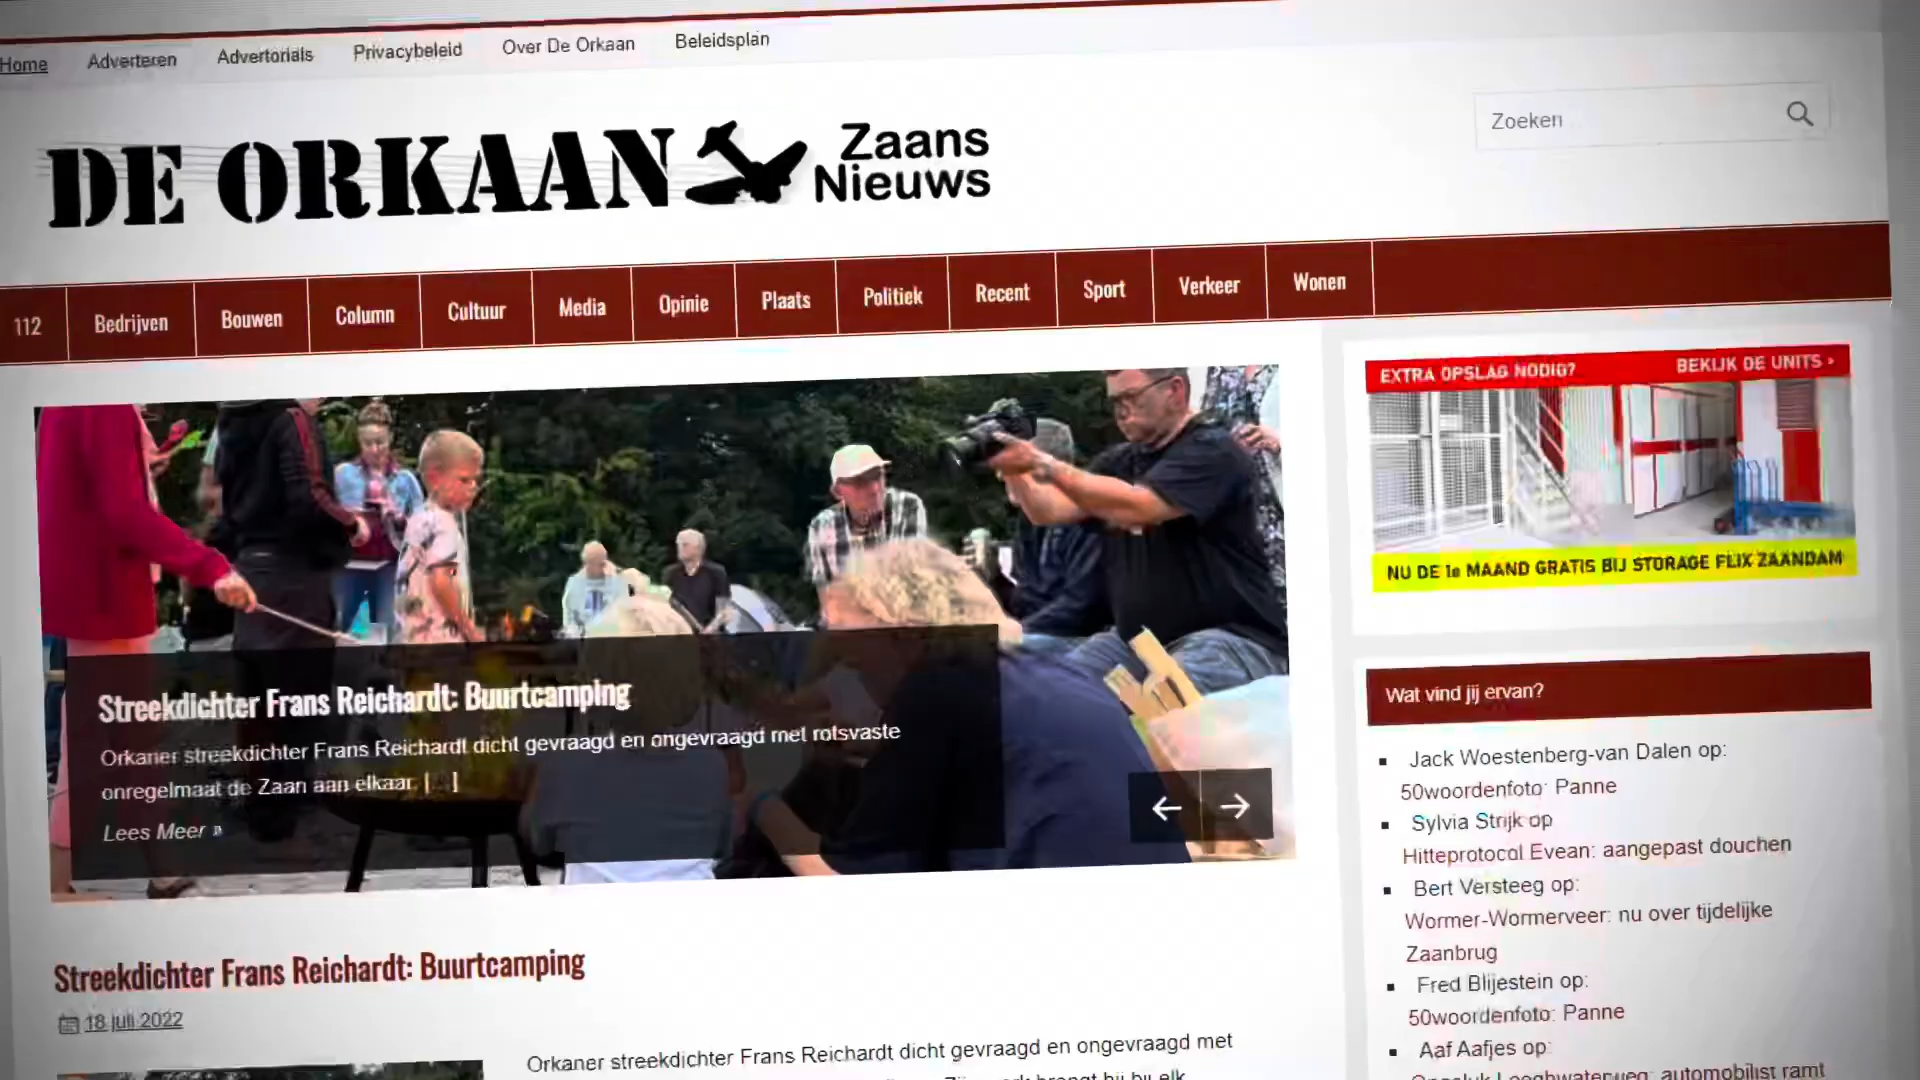 Home Adverteren Advertorials Privacybeleid Over De Orkaan Beleidsplan
DE ORKAAN
Zaans
Nieuws
Zoeken
112 Bedrijven Bouwen Column Cultuur Media Opinie Plaats Politiek Recent Sport Verkeer Wonen
EXTRA OPSLAG NODIG? BEKIJK DE UNITS ›
NU DE 1e MAAND GRATIS BIJ STORAGE FLIX ZAANDAM
Streekdichter Frans Reichardt: Buurtcamping
Orkaner streekdichter Frans Reichardt dicht gevraagd en ongevraagd met rotsvaste
onregelmaat de Zaan aan elkaar. [...]
Lees Meer »
Wat vind jij ervan?
Jack Woestenberg-van Dalen op:
50woordenfoto: Panne
Sylvia Strijk op
Hitteprotocol Evean: aangepast douchen
Bert Versteeg op:
Wormer-Wormerveer: nu over tijdelijke
Zaanbrug
Fred Blijestein op:
50woordenfoto: Panne
Aaf Aafjes op:
automobilist ramt
Streekdichter Frans Reichardt: Buurtcamping
18 juli 2022
Orkaner streekdichter Frans Reichardt dicht gevraagd en ongevraagd met